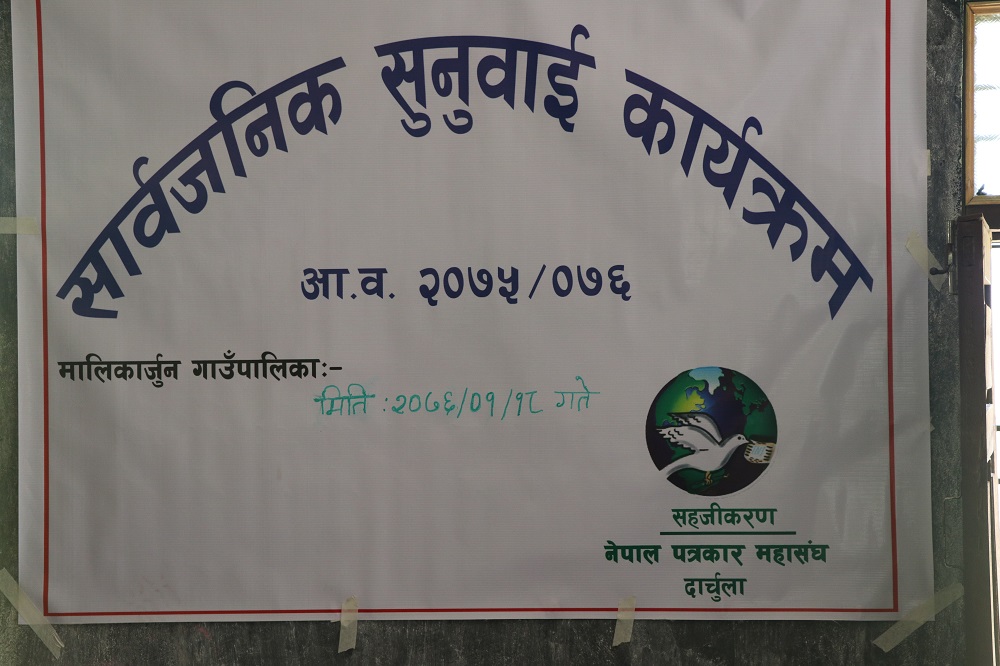 सार्वजनिक सुनुवाई कार्यक्रम
आ.व. २०७५/०७६
मालिकार्जुन गाउँपालिकाः-
मिति : २०७६/०१/१८ गते
सहजीकरण
नेपाल पत्रकार महासंघ
दार्चुला